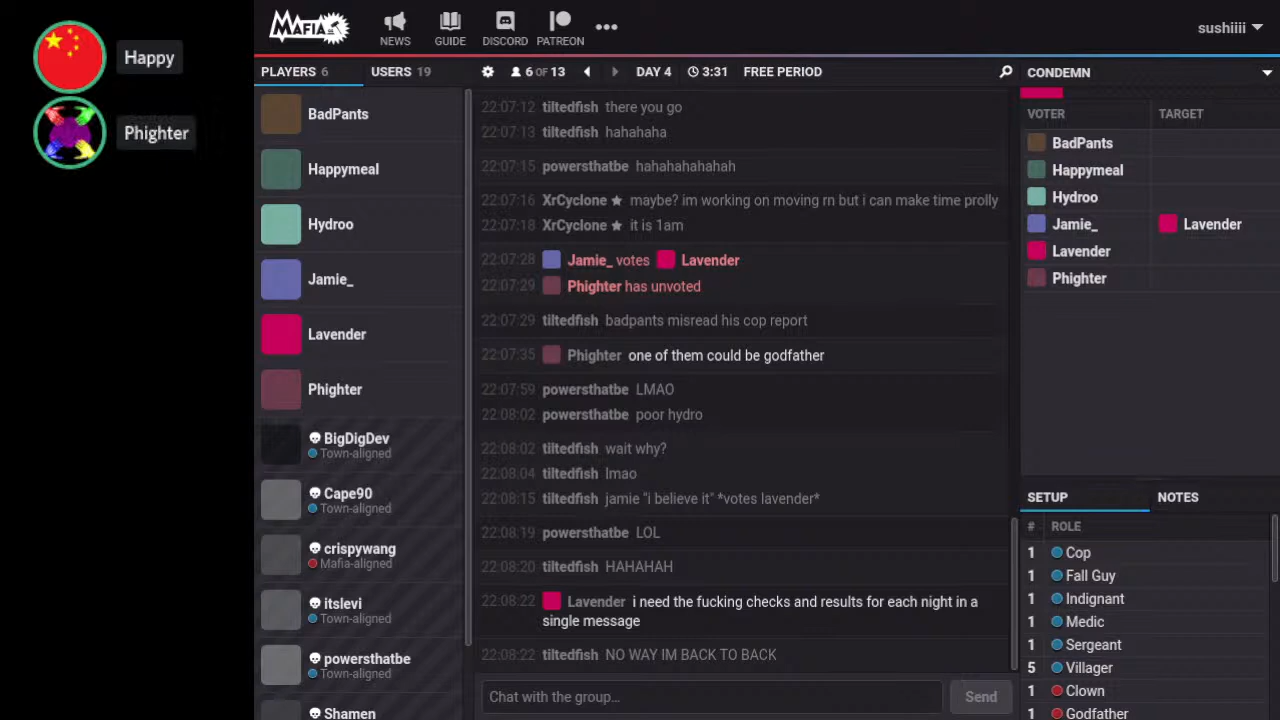 Happy
Phighter
MAFIA
NEWS
GUIDE
DISCORD
PATREON
sushiiii
PLAYERS 6
USERS 19
6 OF 13
DAY 4
3:31
FREE PERIOD
BadPants
Happymeal
Hydroo
Jamie_
Lavender
Phighter
BigDigDev
Town-aligned
Cape90
Town-aligned
crispywang
Mafia-aligned
itslevi
Town-aligned
powersthatbe
Town-aligned
Shamen
22:07:12 tiltedfish there you go
22:07:13 tiltedfish hahahaha
22:07:15 powersthatbe hahahahahahah
22:07:16 XrCyclone ★ maybe? im working on moving rn but i can make time prolly
22:07:18 XrCyclone ★ it is 1am
22:07:28 Jamie_ votes Lavender
22:07:29 Phighter has unvoted
22:07:29 tiltedfish badpants misread his cop report
22:07:35 Phighter one of them could be godfather
22:07:59 powersthatbe LMAO
22:08:02 powersthatbe poor hydro
22:08:02 tiltedfish wait why?
22:08:04 tiltedfish lmao
22:08:15 tiltedfish jamie "i believe it" *votes lavender*
22:08:19 powersthatbe LOL
22:08:20 tiltedfish HAHAHAH
22:08:22 Lavender i need the fucking checks and results for each night in a
single message
22:08:22 tiltedfish NO WAY IM BACK TO BACK
Chat with the group...
Send
CONDEMN
VOTER TARGET
BadPants
Happymeal
Hydroo
Jamie_ Lavender
Lavender
Phighter
SETUP
NOTES
# ROLE
1 Cop
1 Fall Guy
1 Indignant
1 Medic
1 Sergeant
5 Villager
1 Clown
1 Godfather